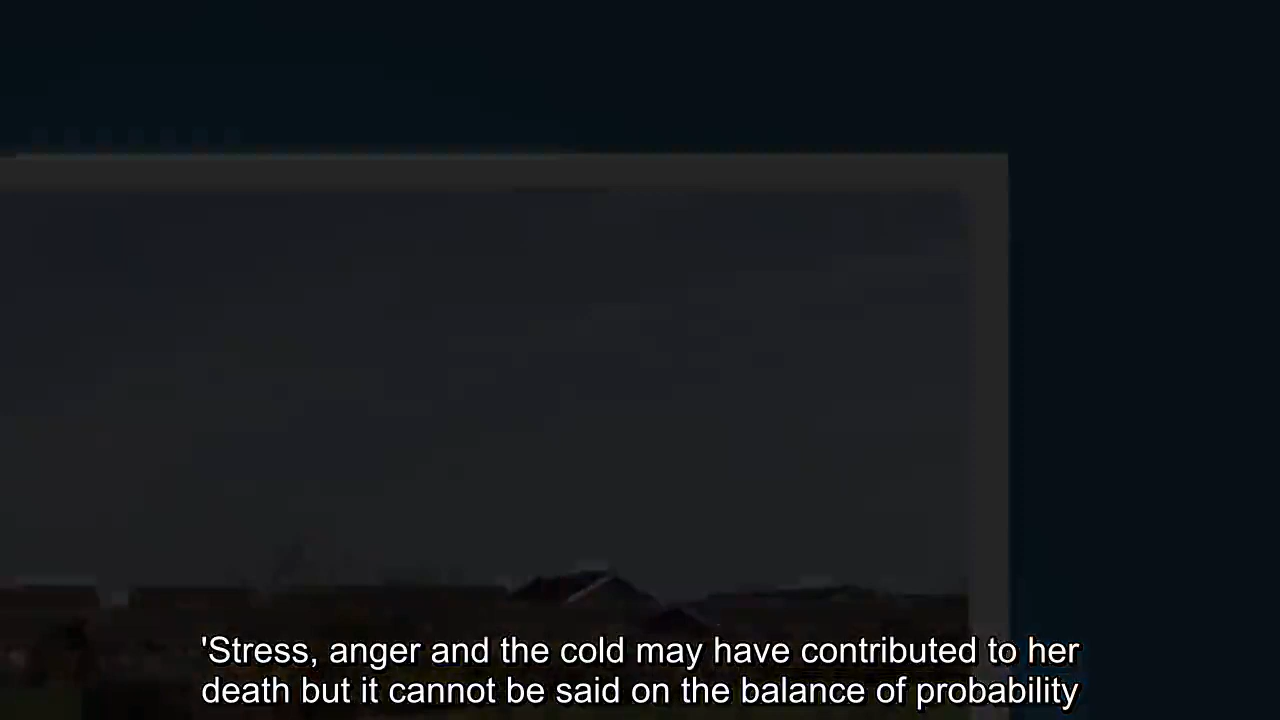 'Stress, anger and the cold may have contributed to her
death but it cannot be said on the balance of probability